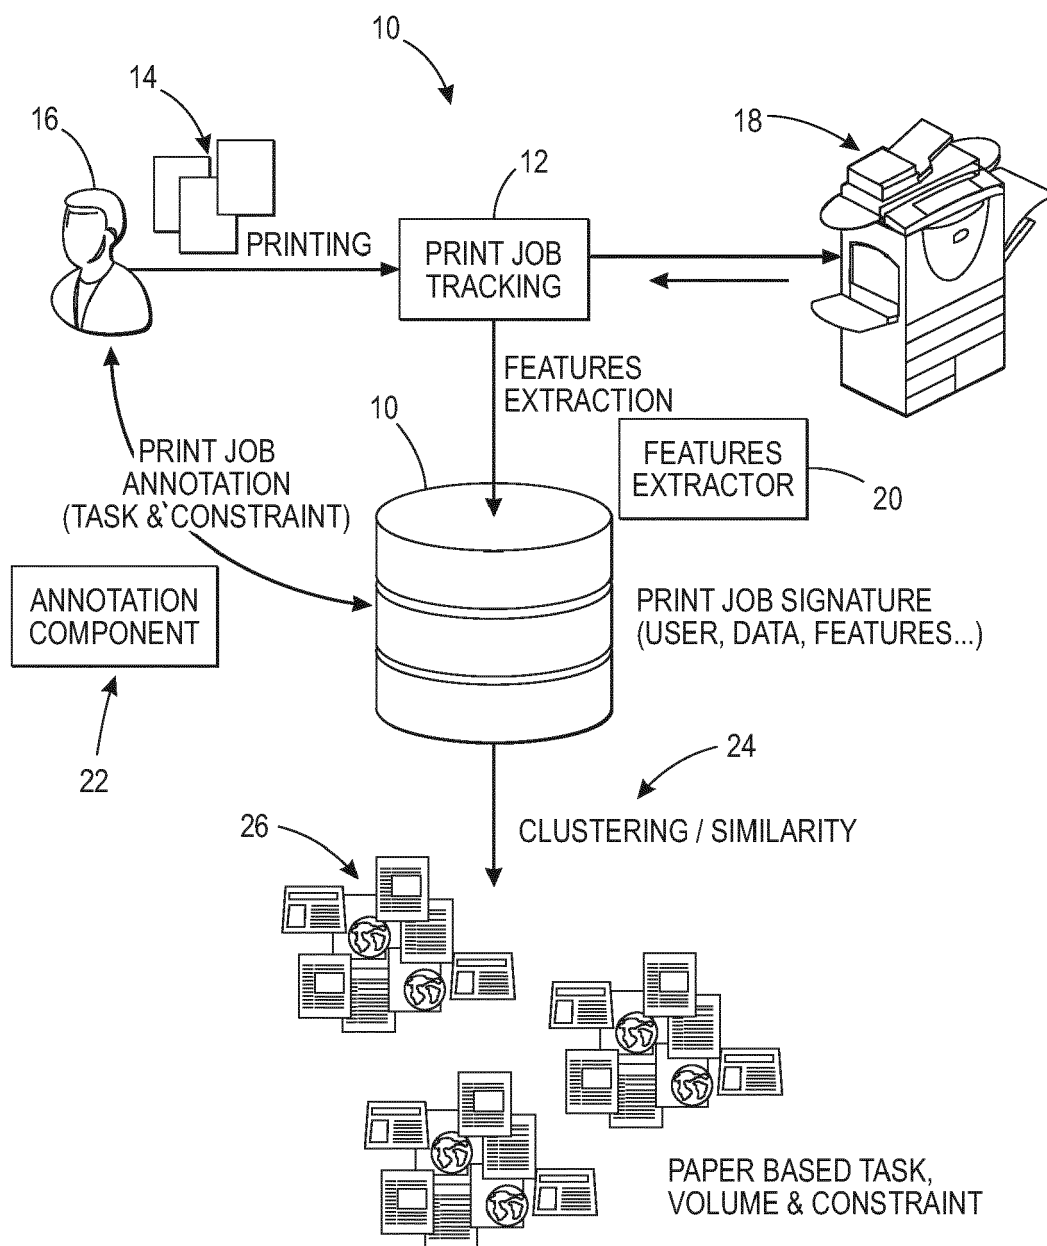 10
14
16
18
12
PRINTING
PRINT JOB
TRACKING
FEATURES
EXTRACTION
10
PRINT JOB
ANNOTATION
(TASK & CONSTRAINT)
FEATURES
EXTRACTOR
20
ANNOTATION
COMPONENT
PRINT JOB SIGNATURE
(USER, DATA, FEATURES...)
22
24
26
CLUSTERING / SIMILARITY
PAPER BASED TASK,
VOLUME & CONSTRAINT